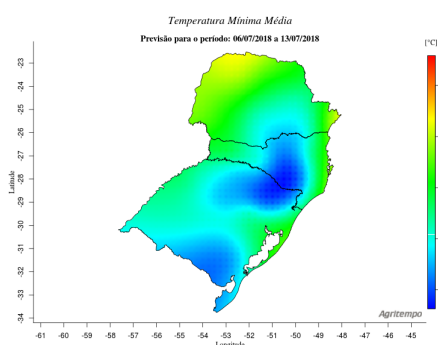 Temperatura Mínima Média
Previsão para o período: 06/07/2018 a 13/07/2018
[°C]
-23
-24
-25
-26
-27
-28
-29
-30
-31
-32
-33
-34
Latitude
Agritempo
-61 -60 -59 -58 -57 -56 -55 -54 -53 -52 -51 -50 -49 -48 -47 -46 -45
Longitude